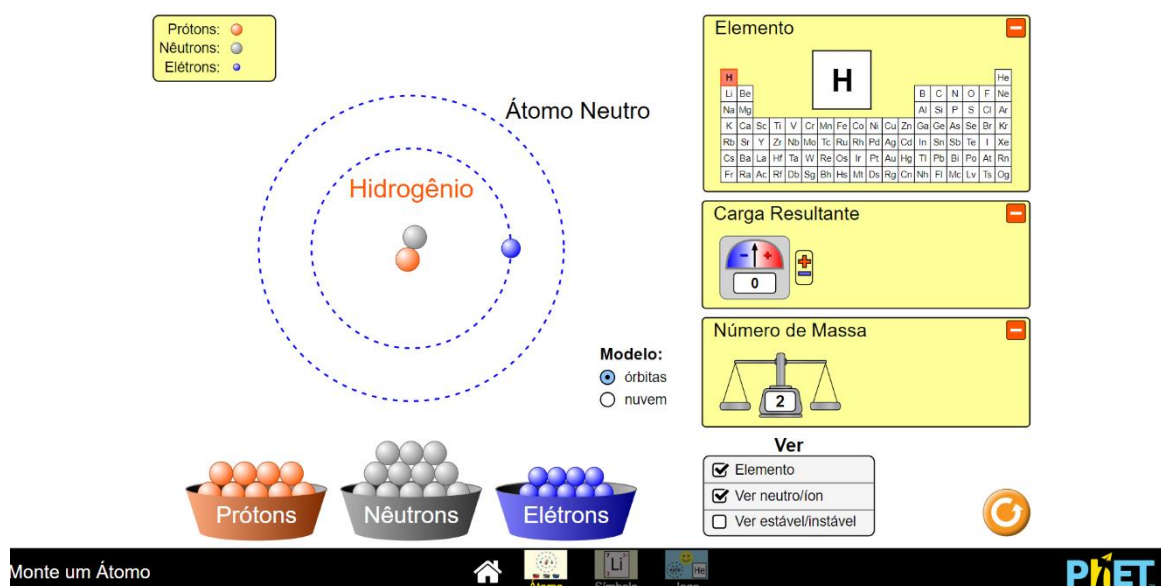 Prótons:
Nêutrons:
Elétrons:
Átomo Neutro
Hidrogênio
Elemento
H
H He
Li Be B C N O F Ne
Na Mg Al Si P S Cl Ar
K Ca Sc Ti V Cr Mn Fe Co Ni Cu Zn Ga Ge As Se Br Kr
Rb Sr Y Zr Nb Mo Tc Ru Rh Pd Ag Cd In Sn Sb Te I Xe
Cs Ba La Hf Ta W Re Os Ir Pt Au Hg Tl Pb Bi Po At Rn
Fr Ra Ac Rf Db Sg Bh Hs Mt Ds Rg Cn Nh Fl Mc Lv Ts Og
Carga Resultante
- +
0
Número de Massa
2
Modelo:
órbitas
nuvem
Ver
Elemento
Ver neutro/íon
Ver estável/instável
Prótons
Nêutrons
Elétrons
Monte um Átomo
Átomo
Li
Símbolo
He
Jogo
PhET